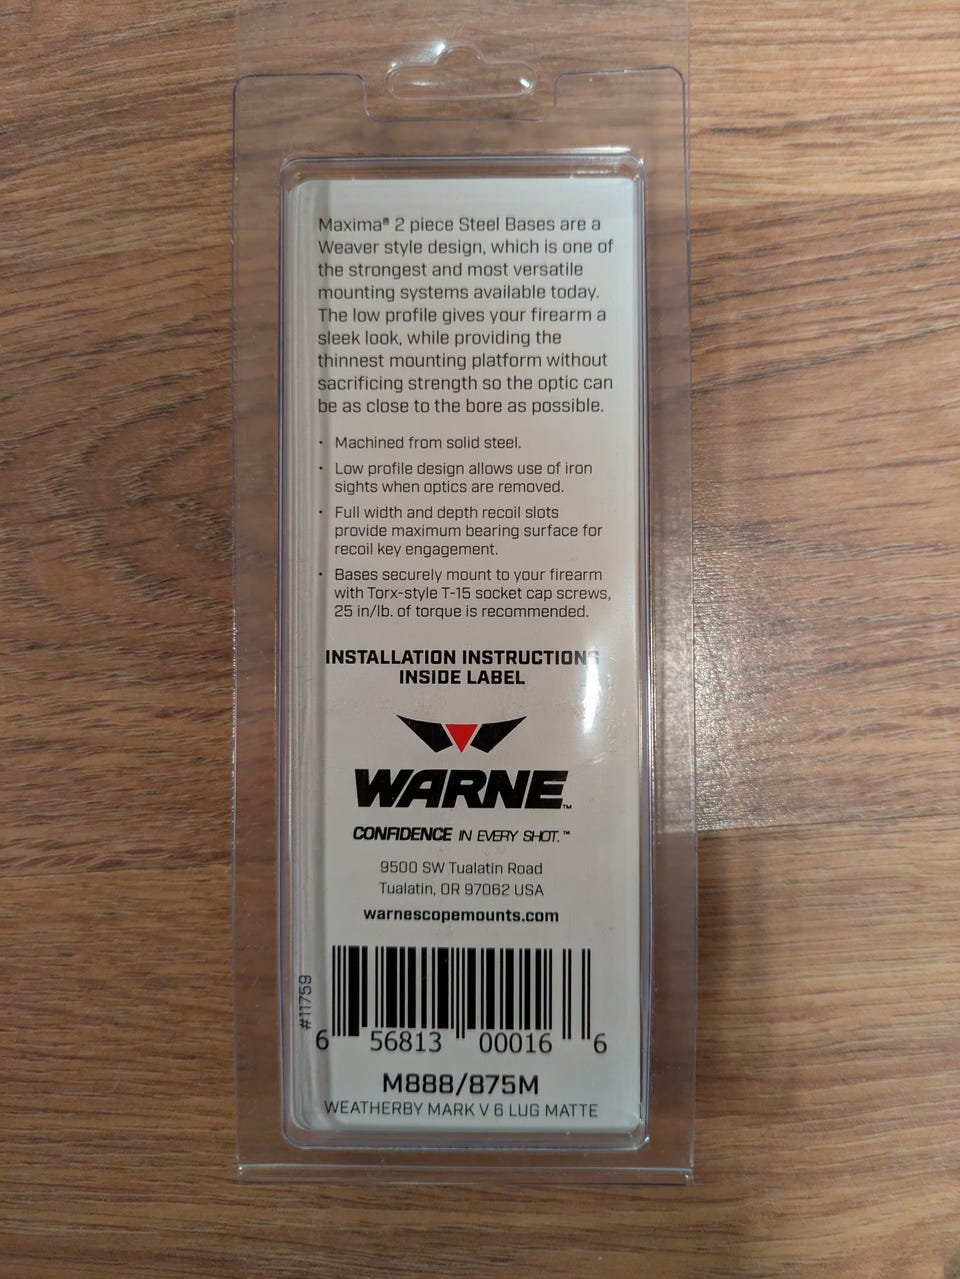 Maxima® 2 piece Steel Bases are a
Weaver style design, which is one of
the strongest and most versatile
mounting systems available today.
The low profile gives your firearm a
sleek look, while providing the
thinnest mounting platform without
sacrificing strength so the optic can
be as close to the bore as possible.
• Machined from solid steel.
• Low profile design allows use of iron
sights when optics are removed.
• Full width and depth recoil slots
provide maximum bearing surface for
recoil key engagement.
• Bases securely mount to your firearm
with Torx-style T-15 socket cap screws,
25 in/lb. of torque is recommended.
INSTALLATION INSTRUCTIONS
INSIDE LABEL
WARNE™
CONFIDENCE IN EVERY SHOT.™
9500 SW Tualatin Road
Tualatin, OR 97062 USA
warnescopemounts.com
#11759
6 56813 00016 6
M888/875M
WEATHERBY MARK V 6 LUG MATTE